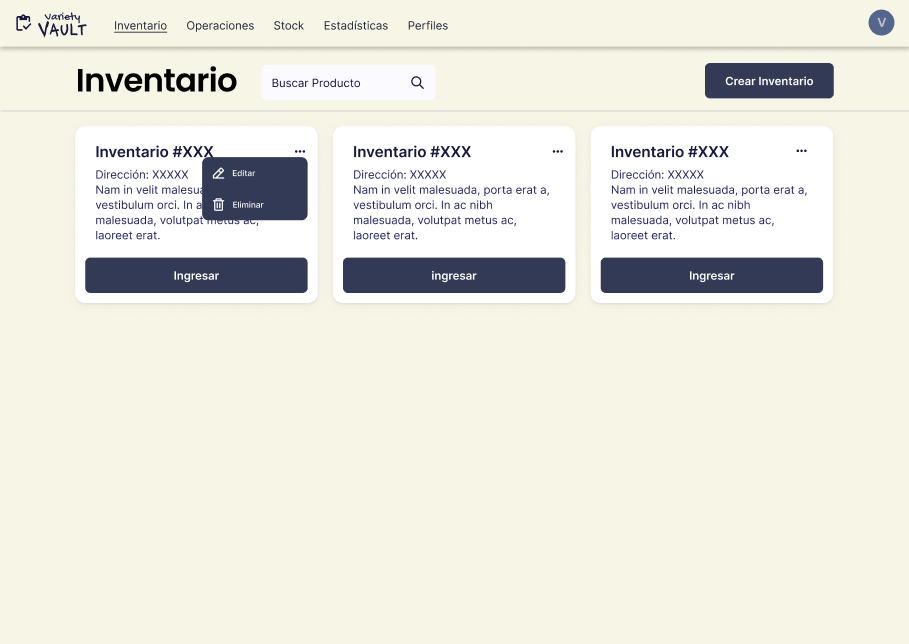 Variety
VAULT
Inventario Operaciones Stock Estadísticas Perfiles
V
Inventario
Buscar Producto
Crear Inventario
Inventario #XXX
Dirección: XXXXX
Nam in velit malesua
vestibulum orci. In a
malesuada, volutpat metus ac,
laoreet erat.
Editar
Eliminar
Ingresar
Inventario #XXX
Dirección: XXXXX
Nam in velit malesuada, porta erat a,
vestibulum orci. In ac nibh
malesuada, volutpat metus ac,
laoreet erat.
ingresar
Inventario #XXX
Dirección: XXXXX
Nam in velit malesuada, porta erat a,
vestibulum orci. In ac nibh
malesuada, volutpat metus ac,
laoreet erat.
Ingresar